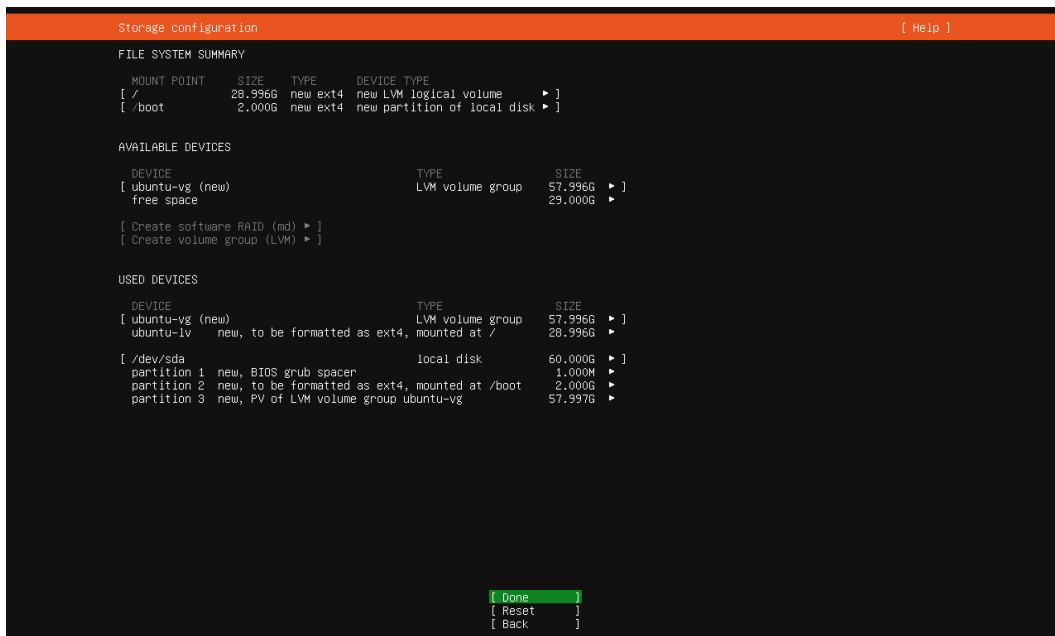 Storage configuration [ Help ]
FILE SYSTEM SUMMARY
MOUNT POINT SIZE TYPE DEVICE TYPE
[ / 28.996G new ext4 new LVM logical volume ▸ ]
[ /boot 2.000G new ext4 new partition of local disk ▸ ]
AVAILABLE DEVICES
DEVICE TYPE SIZE
[ ubuntu-vg (new) LVM volume group 57.996G ▸ ]
free space 29.000G ▸
[ Create software RAID (md) ▸ ]
[ Create volume group (LVM) ▸ ]
USED DEVICES
DEVICE TYPE SIZE
[ ubuntu-vg (new) LVM volume group 57.996G ▸ ]
ubuntu-lv new, to be formatted as ext4, mounted at / 28.996G ▸
[ /dev/sda local disk 60.000G ▸ ]
partition 1 new, BIOS grub spacer 1.000M ▸
partition 2 new, to be formatted as ext4, mounted at /boot 2.000G ▸
partition 3 new, PV of LVM volume group ubuntu-vg 57.997G ▸
[ Done ]
[ Reset ]
[ Back ]